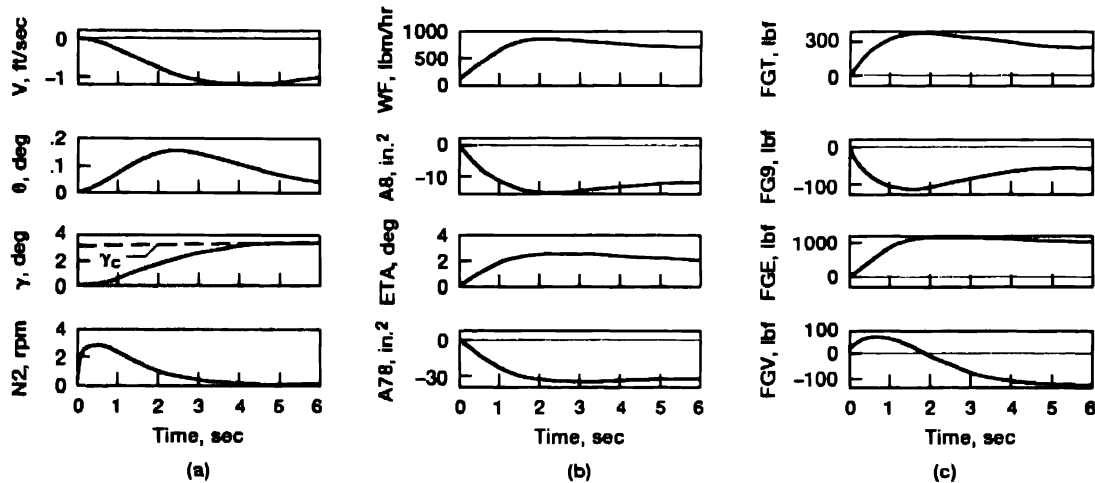 V, ft/sec
0
−1
θ, deg
.2
.1
0
γ, deg
4
2
0
γc
N2, rpm
4
2
0
0 1 2 3 4 5 6
Time, sec
(a)
WF, lbm/hr
1000
500
0
A8, in.²
0
−10
ETA, deg
4
2
0
A78, in.²
0
−30
0 1 2 3 4 5 6
Time, sec
(b)
FGT, lbf
300
0
FG9, lbf
0
−100
FGE, lbf
1000
0
FGV, lbf
100
0
−100
0 1 2 3 4 5 6
Time, sec
(c)